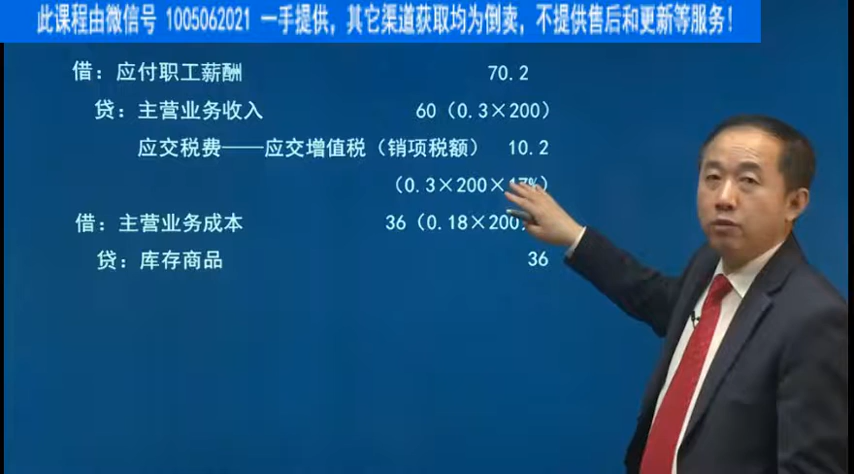 此课程由微信号 1005062021 一手提供，其它渠道获取均为倒卖，不提供售后和更新等服务！
借：应付职工薪酬 70.2
贷：主营业务收入 60（0.3×200）
应交税费——应交增值税（销项税额） 10.2
（0.3×200×17%）
借：主营业务成本 36（0.18×200
贷：库存商品 36